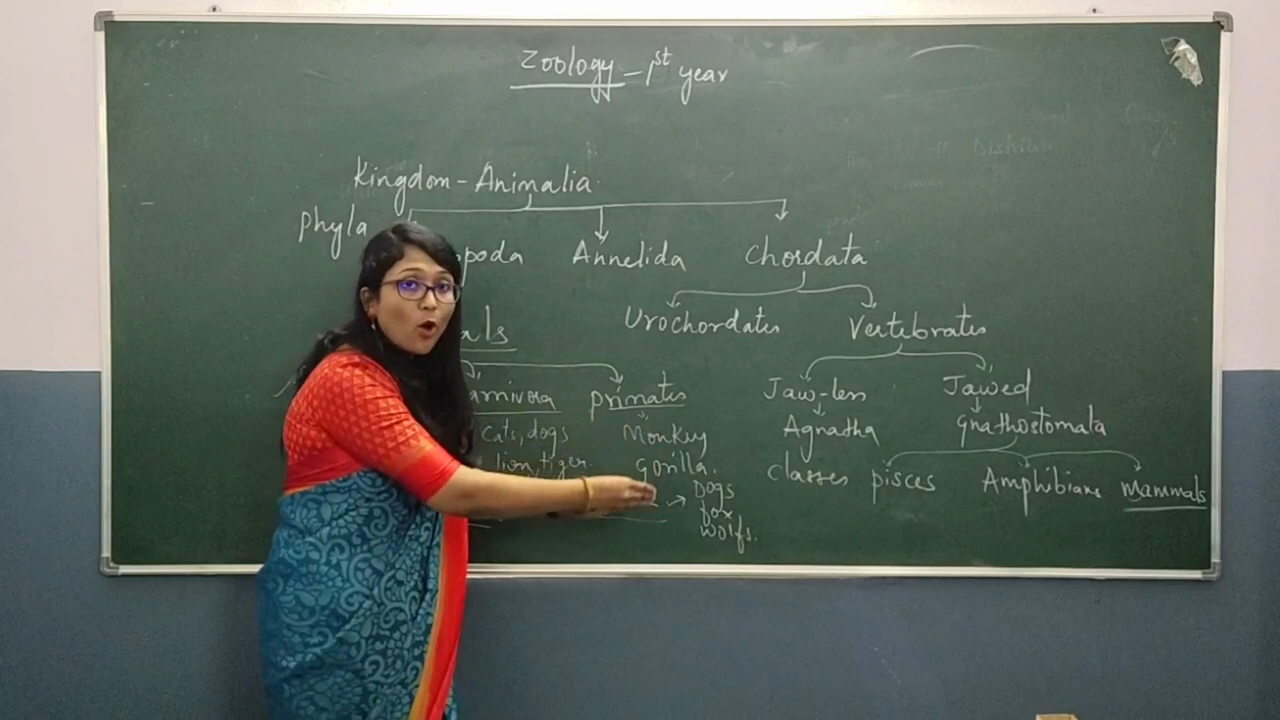 Zoology - 1st year
Kingdom - Animalia
Phyla
poda Annelida Chordata
Urochordates Vertebrates
als
arnivora primates Jaw-less Jawed
cats, dogs Monkey Agnatha Gnathostomata
lion, tiger. gorilla. classes pisces Amphibians Mammals
Dogs
fox
wolfs.